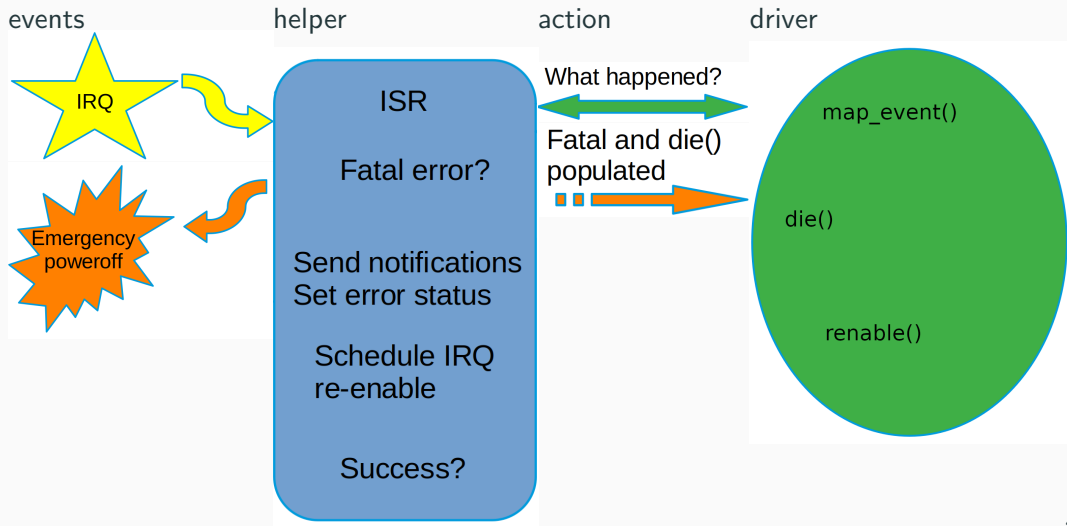 events
helper
action
driver
IRQ
Emergency
poweroff
ISR
Fatal error?
Send notifications
Set error status
Schedule IRQ
re-enable
Success?
What happened?
Fatal and die()
populated
map_event()
die()
renable()